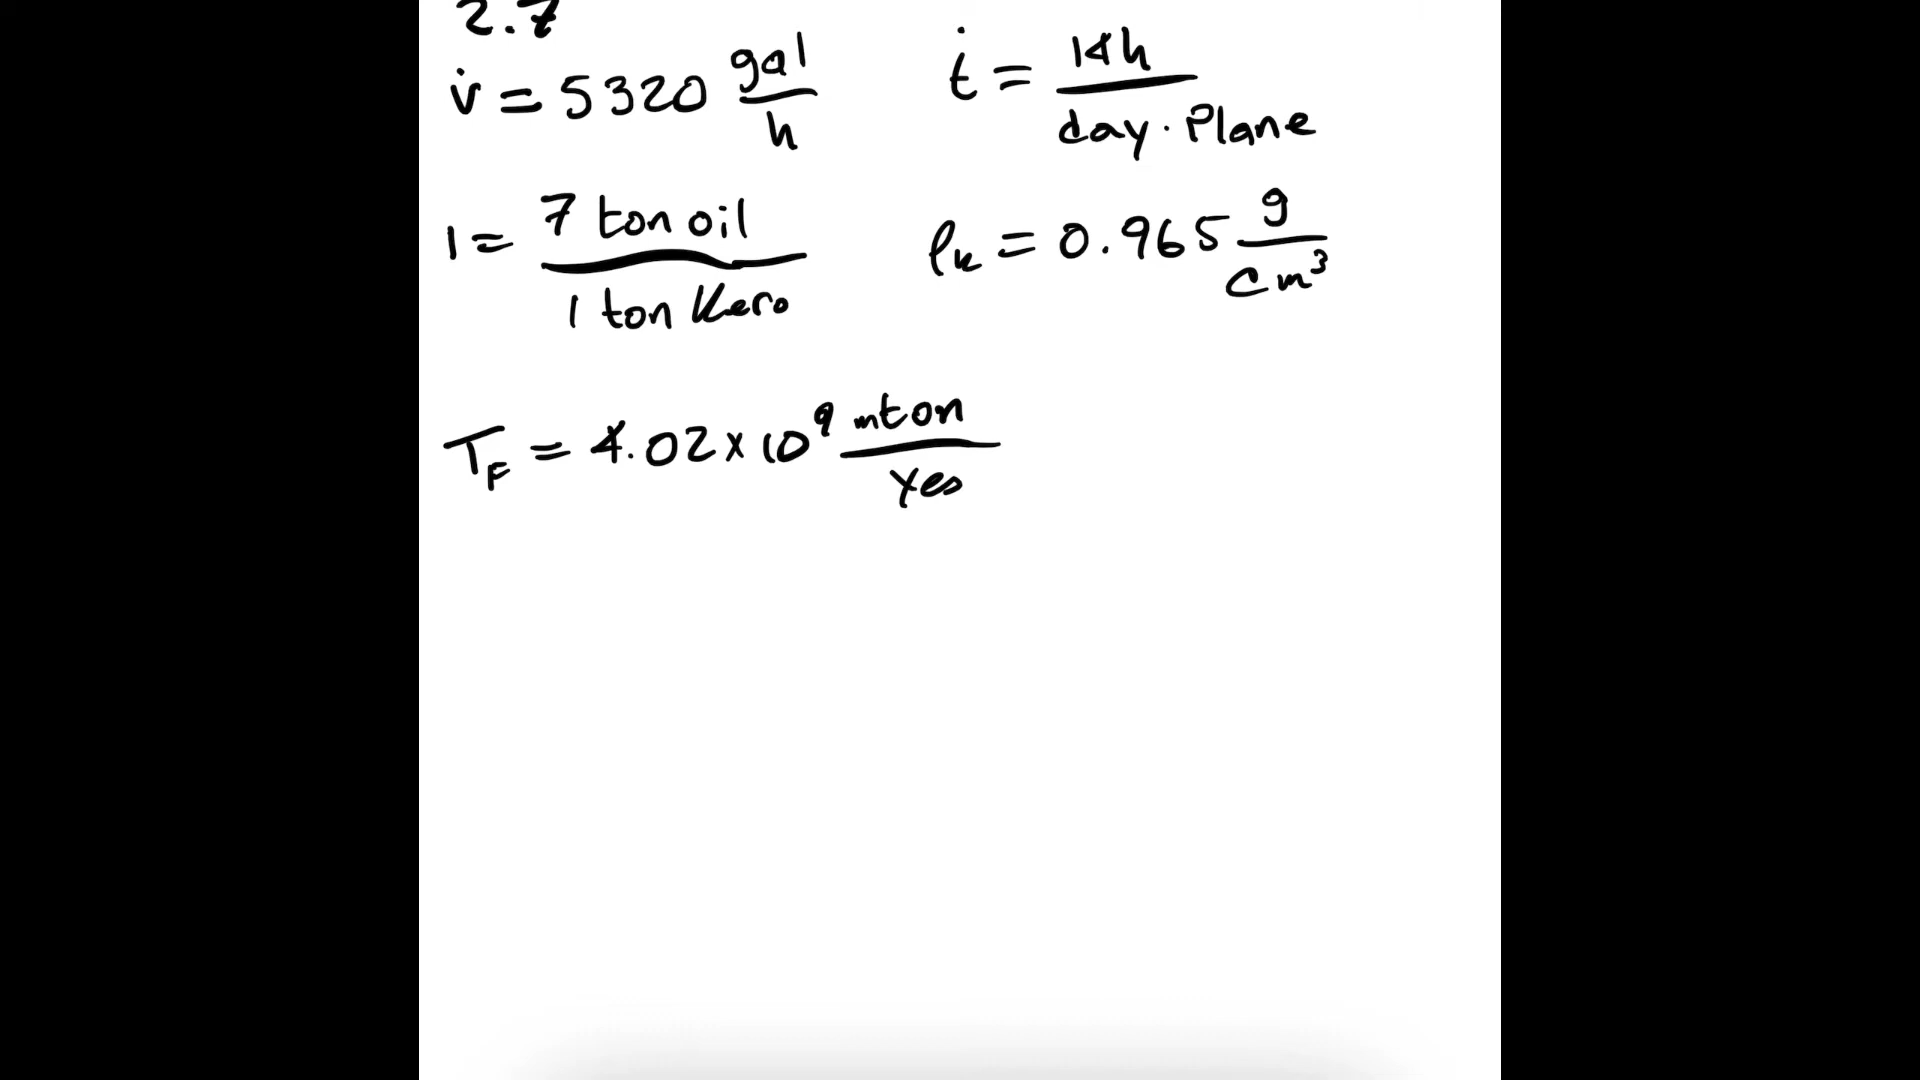 2.7
v̇ = 5320 gal/h    ṫ = 14h/day · Plane
1 = 7 ton oil/1 ton Kero    ρk = 0.965 g/cm³
TF = 4.02 x 10⁹ mton/yes